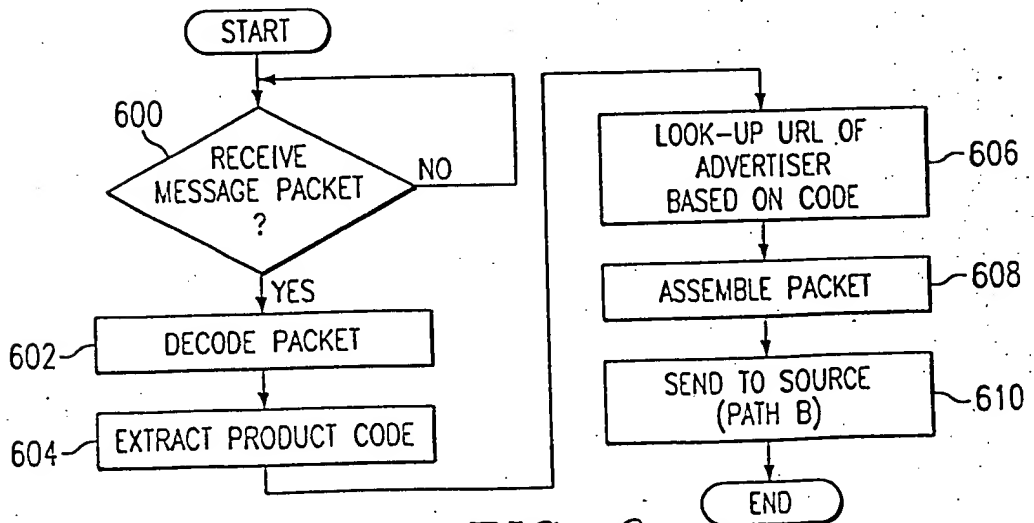 START
600
RECEIVE
MESSAGE PACKET
?
NO
YES
602
DECODE PACKET
604
EXTRACT PRODUCT CODE
LOOK-UP URL OF
ADVERTISER
BASED ON CODE
606
ASSEMBLE PACKET
608
SEND TO SOURCE
(PATH B)
610
END